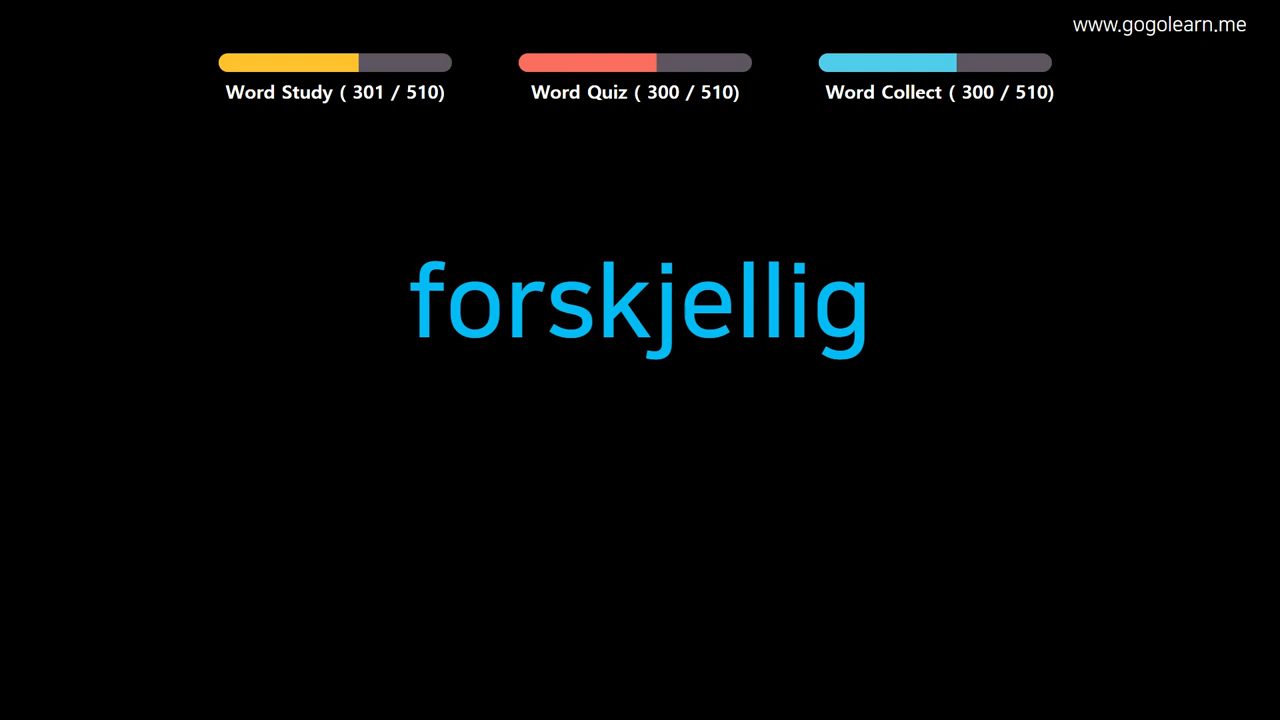 www.gogolearn.me
Word Study ( 301 / 510)
Word Quiz ( 300 / 510)
Word Collect ( 300 / 510)
forskjellig